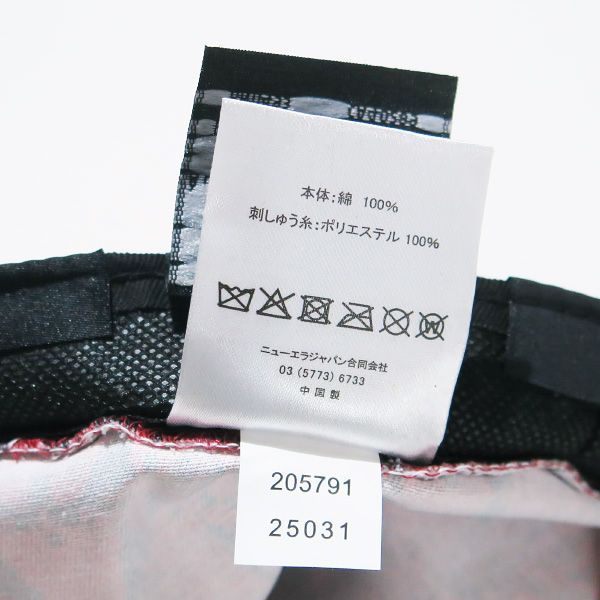 本体:綿 100%
刺しゅう糸:ポリエステル 100%
W
ニューエラジャパン合同会社
03 (5773) 6733
中国製
205791
25031